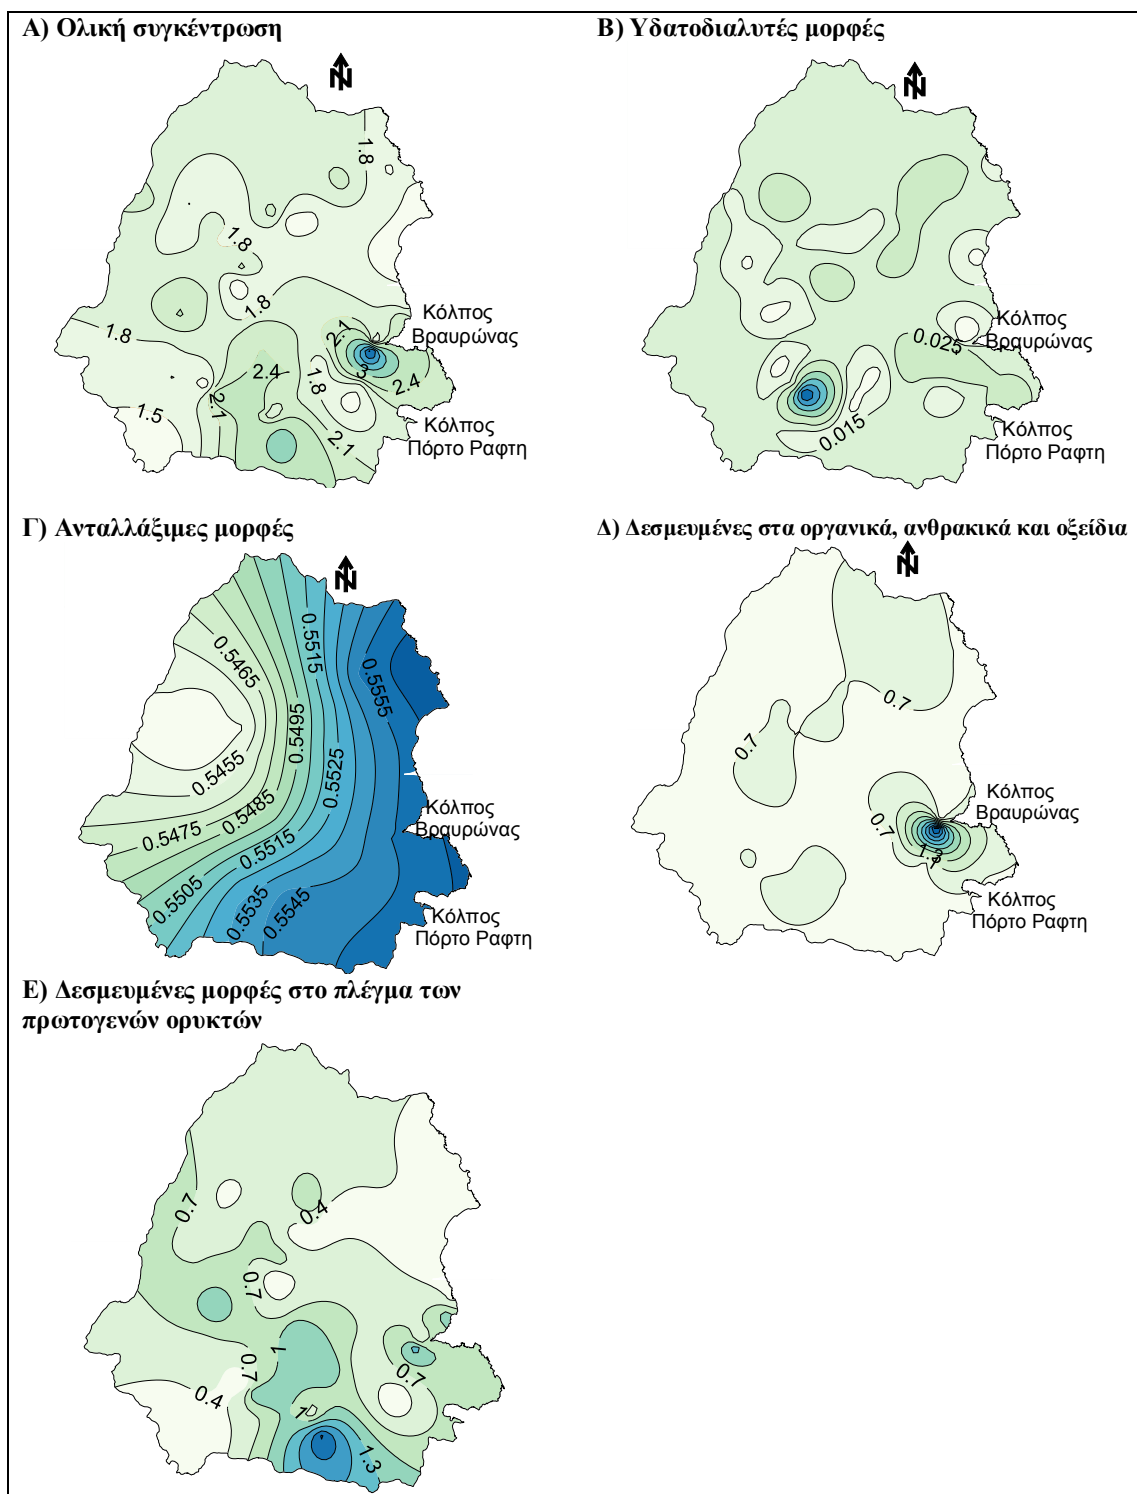 Α) Ολική συγκέντρωση
N
1.8
1.8
1.8
1.8
2.1
3
2.4
2.4
1.8
2.1
1.5
2.1
Κόλπος
Βραυρώνας
Κόλπος
Πόρτο Ραφτη
Β) Υδατοδιαλυτές μορφές
N
0.025
0.015
Κόλπος
Βραυρώνας
Κόλπος
Πόρτο Ραφτη
Γ) Ανταλλάξιμες μορφές
N
0.5515
0.5465
0.5555
0.5495
0.5525
0.5455
0.5485
0.5475
0.5515
0.5505
0.5535
0.5545
Κόλπος
Βραυρώνας
Κόλπος
Πόρτο Ραφτη
Δ) Δεσμευμένες στα οργανικά, ανθρακικά και οξείδια
N
0.7
0.7
0.7
1.3
Κόλπος
Βραυρώνας
Κόλπος
Πόρτο Ραφτη
Ε) Δεσμευμένες μορφές στο πλέγμα των
πρωτογενών ορυκτών
0.7
0.4
0.7
1
0.7
0.7
0.4
1
1.3